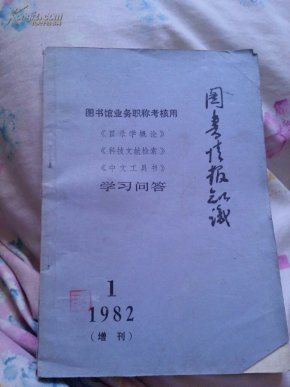 图书馆业务职称考核用
《目录学概论》
《科技文献检索》
《中文工具书》
学习问答
图书情报知识
1
1982
（增刊）